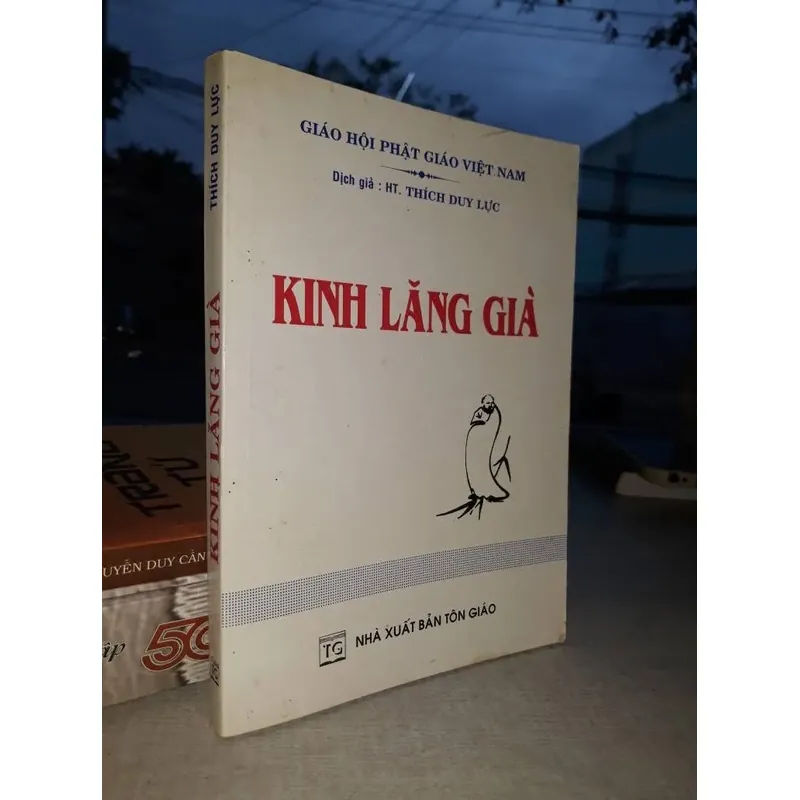 GIÁO HỘI PHẬT GIÁO VIỆT NAM
Dịch giả : HT. THÍCH DUY LỰC
KINH LĂNG GIÀ
TG
NHÀ XUẤT BẢN TÔN GIÁO
THÍCH DUY LỰC
KINH LĂNG GIÀ
TRANG
TỬ
UYỄN DUY CẦN
ập
50